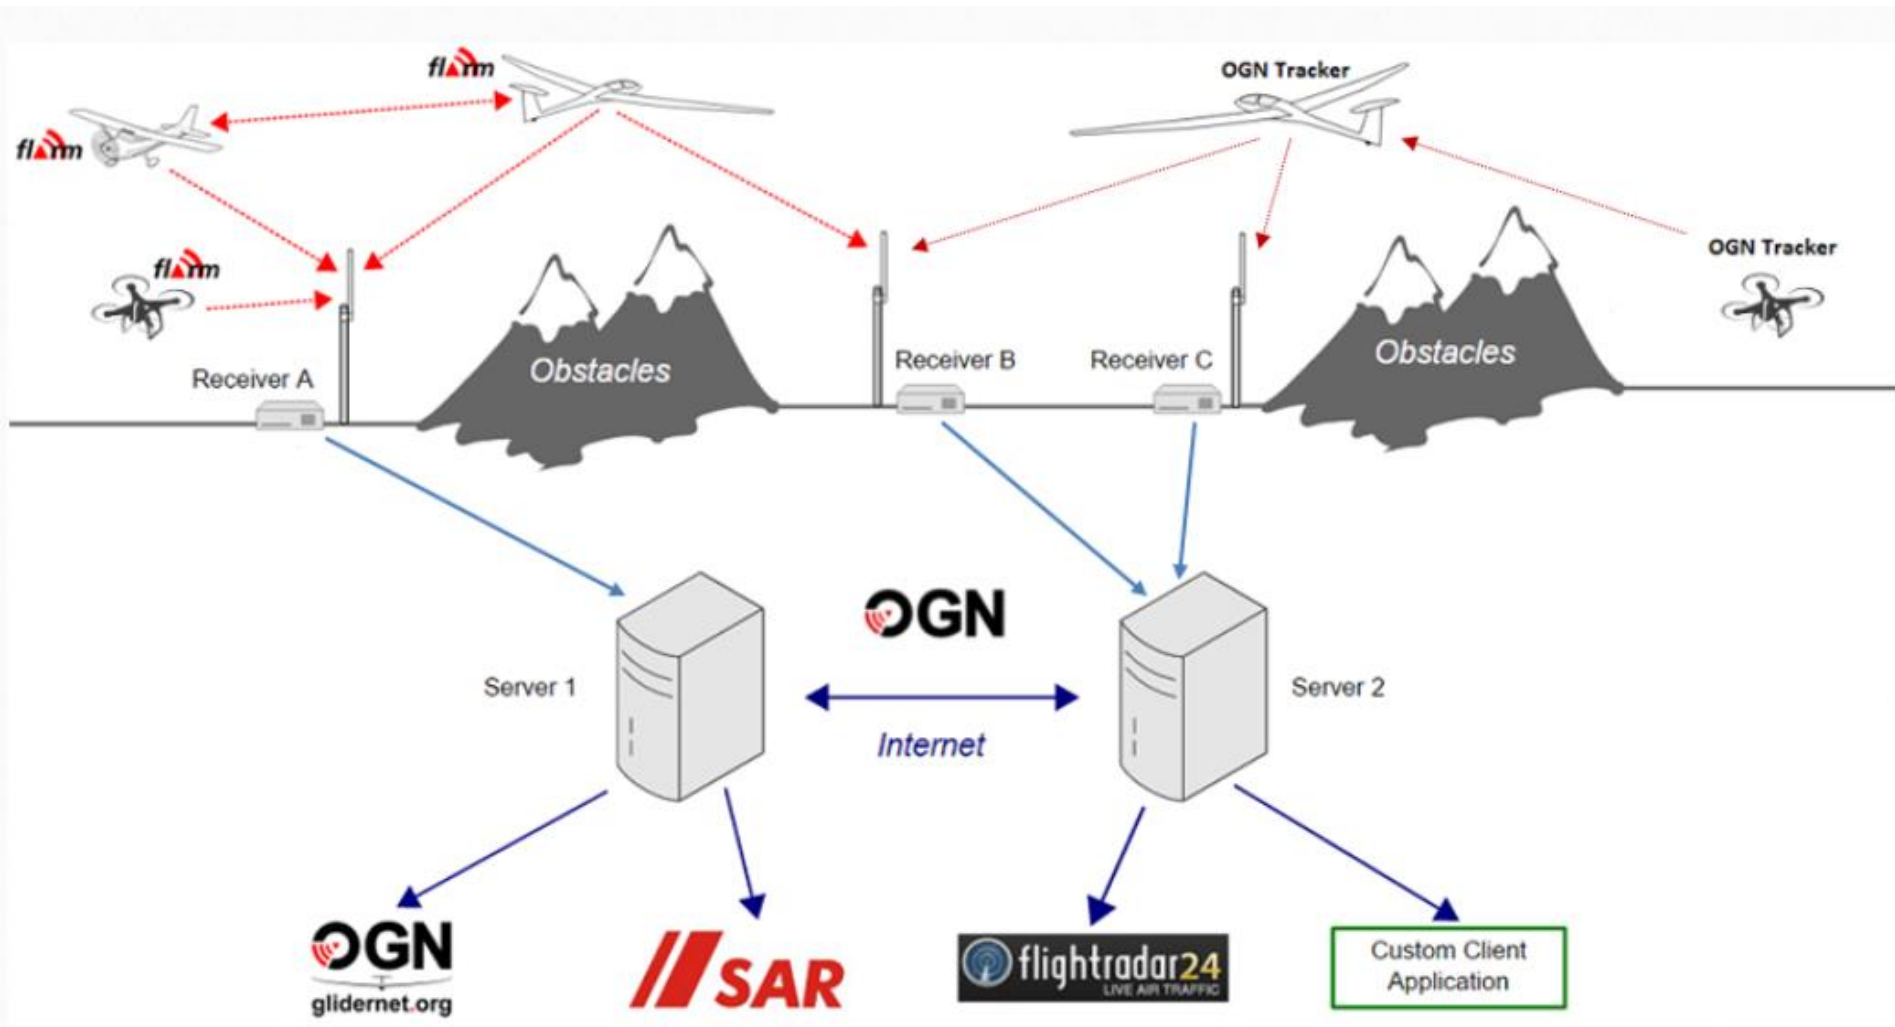 flarm
OGN Tracker
flarm
flarm
OGN Tracker
Obstacles
Obstacles
Receiver A
Receiver B
Receiver C
OGN
Server 1
Server 2
Internet
OGN
glidernet.org
SAR
flightradar24
LIVE AIR TRAFFIC
Custom Client
Application